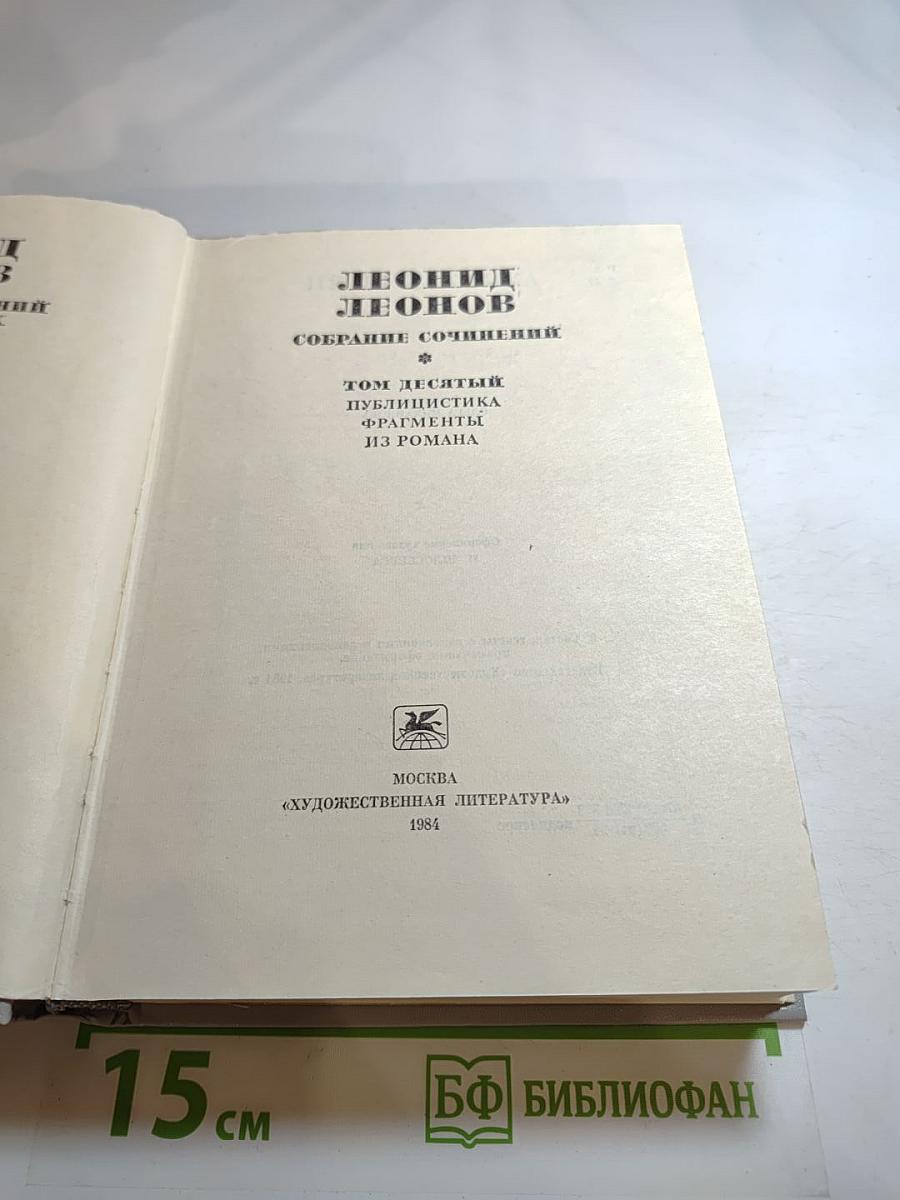 ЛЕОНИД
ЛЕОНОВ
СОБРАНИЕ СОЧИНЕНИЙ
*
ТОМ ДЕСЯТЫЙ
ПУБЛИЦИСТИКА
ФРАГМЕНТЫ
ИЗ РОМАНА
МОСКВА
«ХУДОЖЕСТВЕННАЯ ЛИТЕРАТУРА»
1984
15 см
БФ БИБЛИОФАН